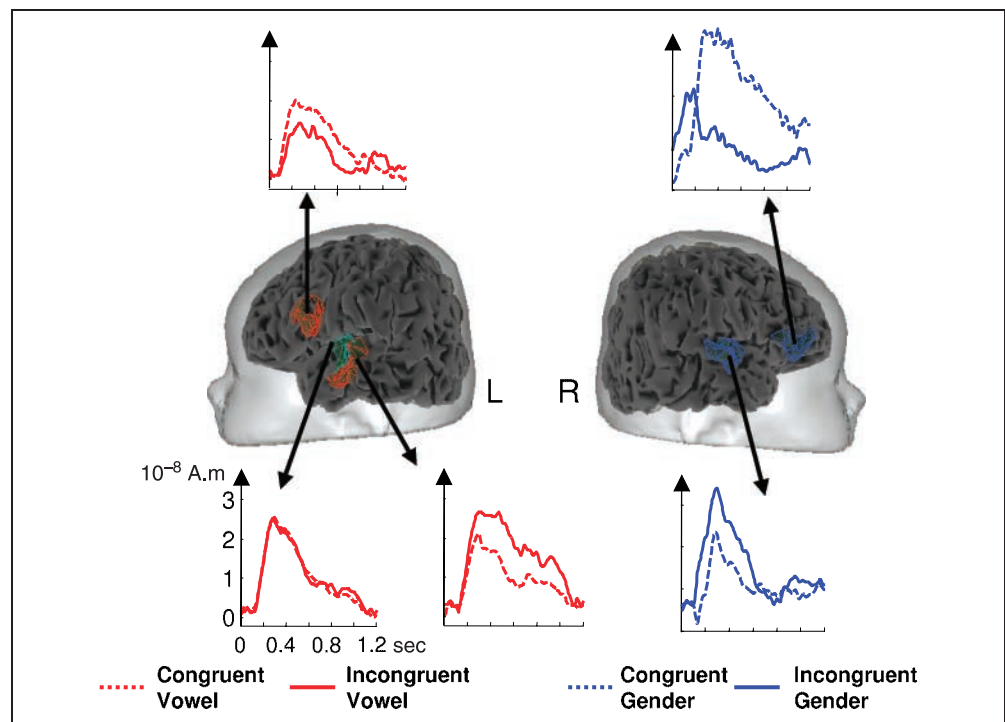 L R
10⁻⁸ A.m
3
2
1
0
0 0.4 0.8 1.2 sec
Congruent Vowel Incongruent Vowel Congruent Gender Incongruent Gender